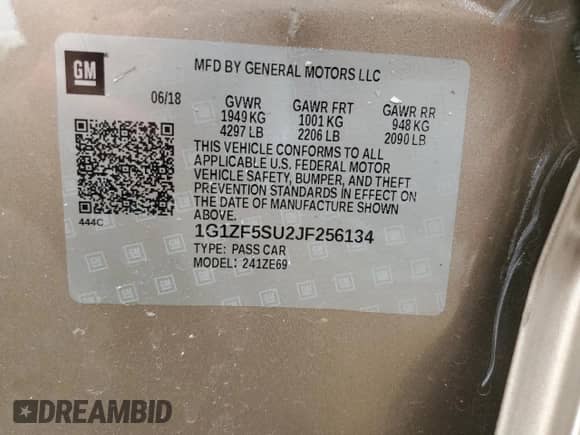 GM
MFD BY GENERAL MOTORS LLC
06/18 GVWR GAWR FRT GAWR RR
1949 KG 1001 KG 948 KG
4297 LB 2206 LB 2090 LB
THIS VEHICLE CONFORMS TO ALL
APPLICABLE U.S. FEDERAL MOTOR
VEHICLE SAFETY, BUMPER, AND THEFT
PREVENTION STANDARDS IN EFFECT ON
THE DATE OF MANUFACTURE SHOWN
ABOVE.
444C
1G1ZF5SU2JF256134
TYPE: PASS CAR
MODEL: 241ZE69
DREAMBID